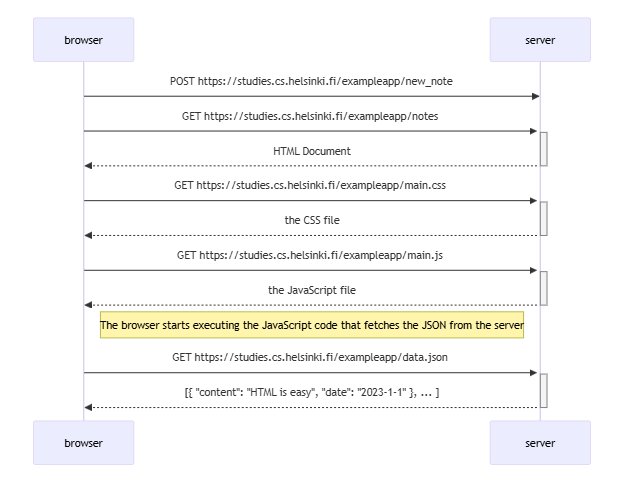 browser
server
POST https://studies.cs.helsinki.fi/exampleapp/new_note
GET https://studies.cs.helsinki.fi/exampleapp/notes
HTML Document
GET https://studies.cs.helsinki.fi/exampleapp/main.css
the CSS file
GET https://studies.cs.helsinki.fi/exampleapp/main.js
the JavaScript file
The browser starts executing the JavaScript code that fetches the JSON from the server
GET https://studies.cs.helsinki.fi/exampleapp/data.json
[{ "content": "HTML is easy", "date": "2023-1-1" }, ... ]
browser
server